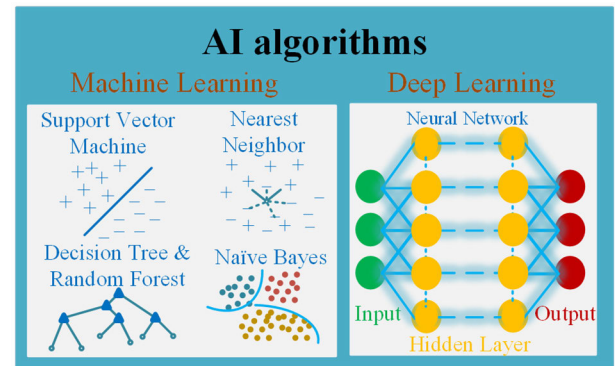 AI algorithms
Machine Learning
Support Vector
Machine
Nearest
Neighbor
Decision Tree &
Random Forest
Naïve Bayes
Deep Learning
Neural Network
Input
Output
Hidden Layer